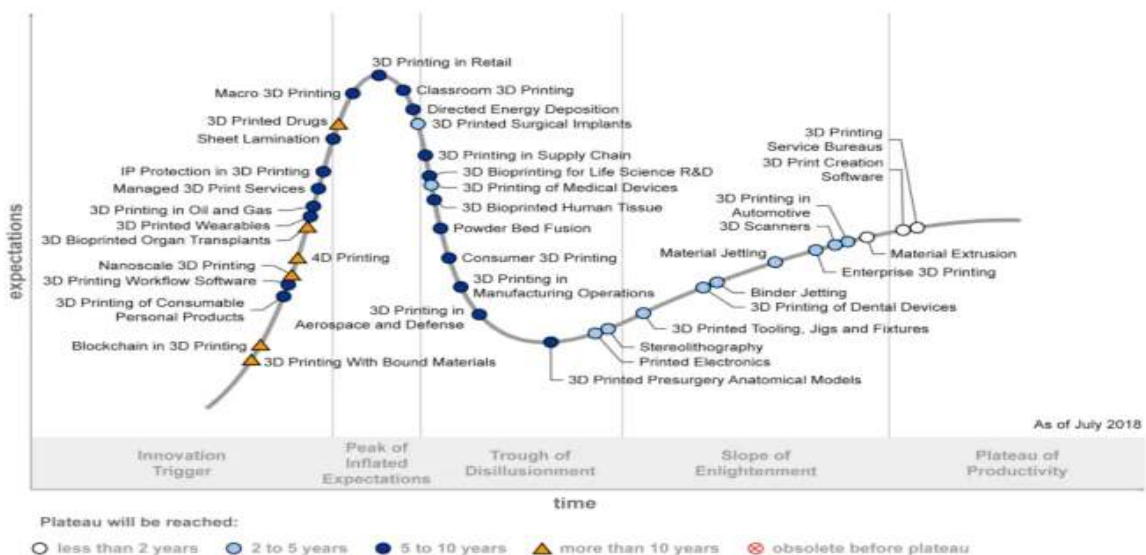 3D Printing in Retail
Macro 3D Printing
Classroom 3D Printing
Directed Energy Deposition
3D Printed Drugs
3D Printed Surgical Implants
Sheet Lamination
3D Printing in Supply Chain
IP Protection in 3D Printing
3D Bioprinting for Life Science R&D
Managed 3D Print Services
3D Printing of Medical Devices
3D Printing in Oil and Gas
3D Bioprinted Human Tissue
3D Printed Wearables
Powder Bed Fusion
3D Bioprinted Organ Transplants
4D Printing
Consumer 3D Printing
Nanoscale 3D Printing
3D Printing Workflow Software
3D Printing in
Manufacturing Operations
3D Printing of Consumable
Personal Products
3D Printing in
Aerospace and Defense
Blockchain in 3D Printing
3D Printing With Bound Materials
3D Printing
Service Bureaus
3D Print Creation
Software
3D Printing in
Automotive
3D Scanners
Material Jetting
Material Extrusion
Enterprise 3D Printing
Binder Jetting
3D Printing of Dental Devices
3D Printed Tooling, Jigs and Fixtures
Stereolithography
Printed Electronics
3D Printed Presurgery Anatomical Models
expectations
As of July 2018
Innovation
Trigger
Peak of
Inflated
Expectations
Trough of
Disillusionment
Slope of
Enlightenment
Plateau of
Productivity
time
Plateau will be reached:
less than 2 years
2 to 5 years
5 to 10 years
more than 10 years
obsolete before plateau